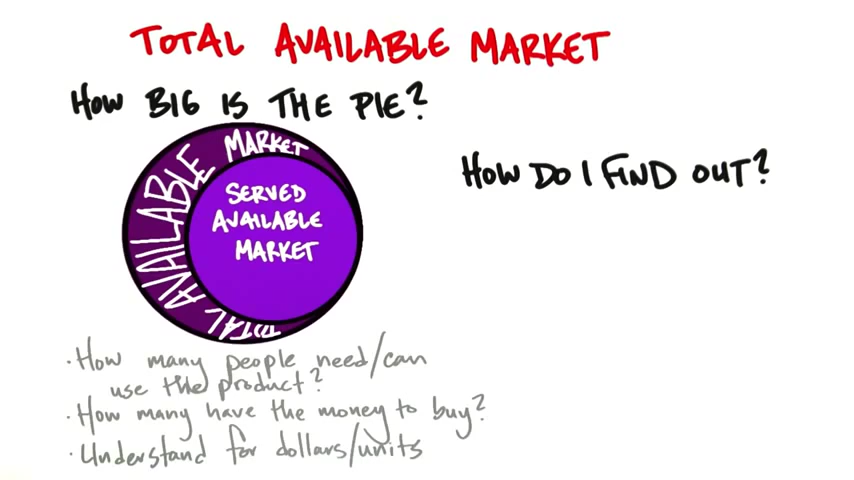 TOTAL AVAILABLE MARKET
HOW BIG IS THE PIE?
TOTAL AVAILABLE MARKET
SERVED
AVAILABLE
MARKET
HOW DO I FIND OUT?
· How many people need/can
use the product?
· How many have the money to buy?
· Understand for dollars/units